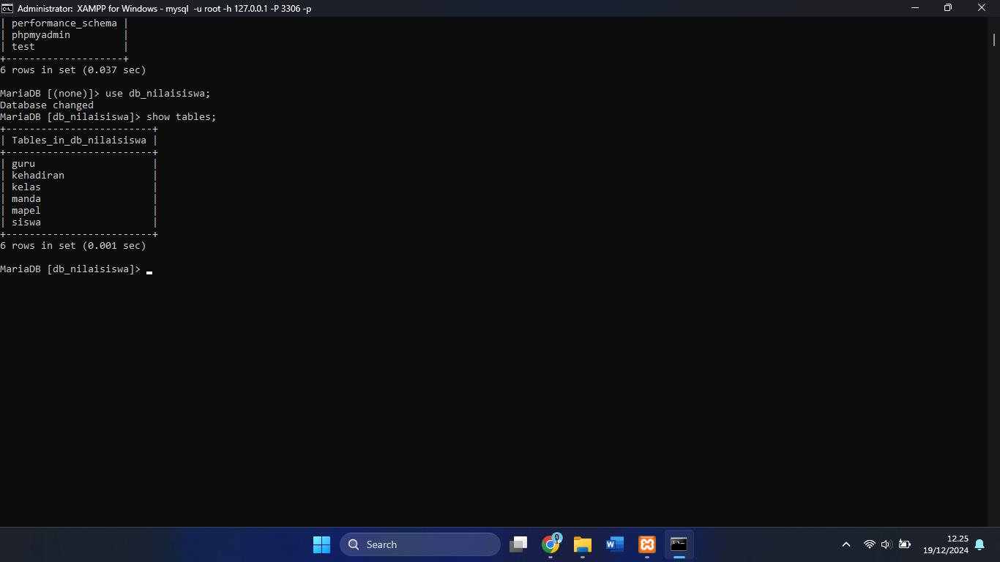 Administrator: XAMPP for Windows - mysql -u root -h 127.0.0.1 -P 3306 -p
| performance_schema |
| phpmyadmin         |
| test               |
+--------------------+
6 rows in set (0.037 sec)

MariaDB [(none)]> use db_nilaisiswa;
Database changed
MariaDB [db_nilaisiswa]> show tables;
+-------------------------+
| Tables_in_db_nilaisiswa |
+-------------------------+
| guru                    |
| kehadiran               |
| kelas                   |
| manda                   |
| mapel                   |
| siswa                   |
+-------------------------+
6 rows in set (0.001 sec)

MariaDB [db_nilaisiswa]>
Search
12.25
19/12/2024